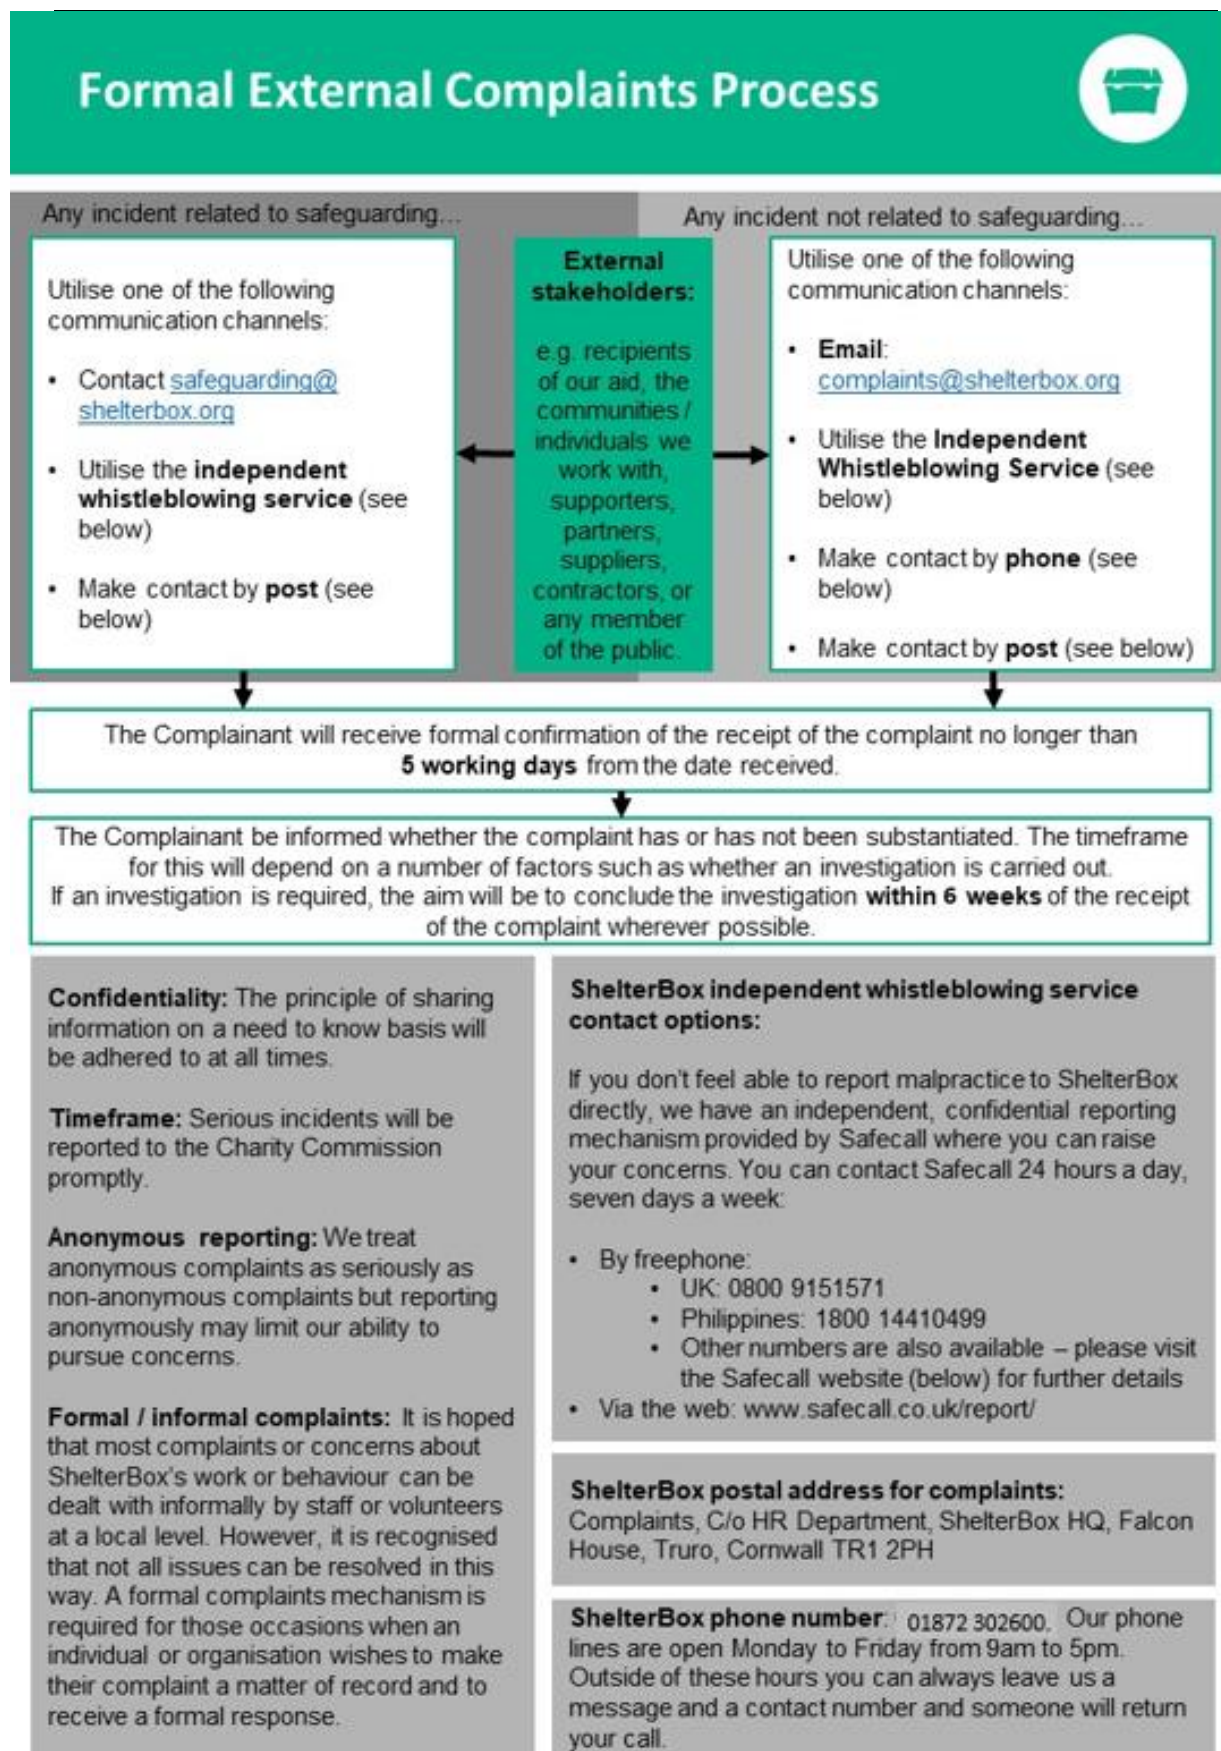 Formal External Complaints Process
Any incident related to safeguarding...
Utilise one of the following
communication channels:
• Contact safeguarding@
shelterbox.org
• Utilise the independent
whistleblowing service (see
below)
• Make contact by post (see
below)
External
stakeholders:
e.g. recipients
of our aid, the
communities /
individuals we
work with,
supporters,
partners,
suppliers,
contractors, or
any member
of the public.
Any incident not related to safeguarding...
Utilise one of the following
communication channels:
• Email:
complaints@shelterbox.org
• Utilise the Independent
Whistleblowing Service (see
below)
• Make contact by phone (see
below)
• Make contact by post (see below)
The Complainant will receive formal confirmation of the receipt of the complaint no longer than
5 working days from the date received.
The Complainant be informed whether the complaint has or has not been substantiated. The timeframe
for this will depend on a number of factors such as whether an investigation is carried out.
If an investigation is required, the aim will be to conclude the investigation within 6 weeks of the receipt
of the complaint wherever possible.
Confidentiality: The principle of sharing
information on a need to know basis will
be adhered to at all times.
Timeframe: Serious incidents will be
reported to the Charity Commission
promptly.
Anonymous reporting: We treat
anonymous complaints as seriously as
non-anonymous complaints but reporting
anonymously may limit our ability to
pursue concerns.
Formal / informal complaints: It is hoped
that most complaints or concerns about
ShelterBox's work or behaviour can be
dealt with informally by staff or volunteers
at a local level. However, it is recognised
that not all issues can be resolved in this
way. A formal complaints mechanism is
required for those occasions when an
individual or organisation wishes to make
their complaint a matter of record and to
receive a formal response.
ShelterBox independent whistleblowing service
contact options:
If you don't feel able to report malpractice to ShelterBox
directly, we have an independent, confidential reporting
mechanism provided by Safecall where you can raise
your concerns. You can contact Safecall 24 hours a day,
seven days a week:
• By freephone:
• UK: 0800 9151571
• Philippines: 1800 14410499
• Other numbers are also available – please visit
the Safecall website (below) for further details
• Via the web: www.safecall.co.uk/report/
ShelterBox postal address for complaints:
Complaints, C/o HR Department, ShelterBox HQ, Falcon
House, Truro, Cornwall TR1 2PH
ShelterBox phone number: 01872 302600. Our phone
lines are open Monday to Friday from 9am to 5pm.
Outside of these hours you can always leave us a
message and a contact number and someone will return
your call.